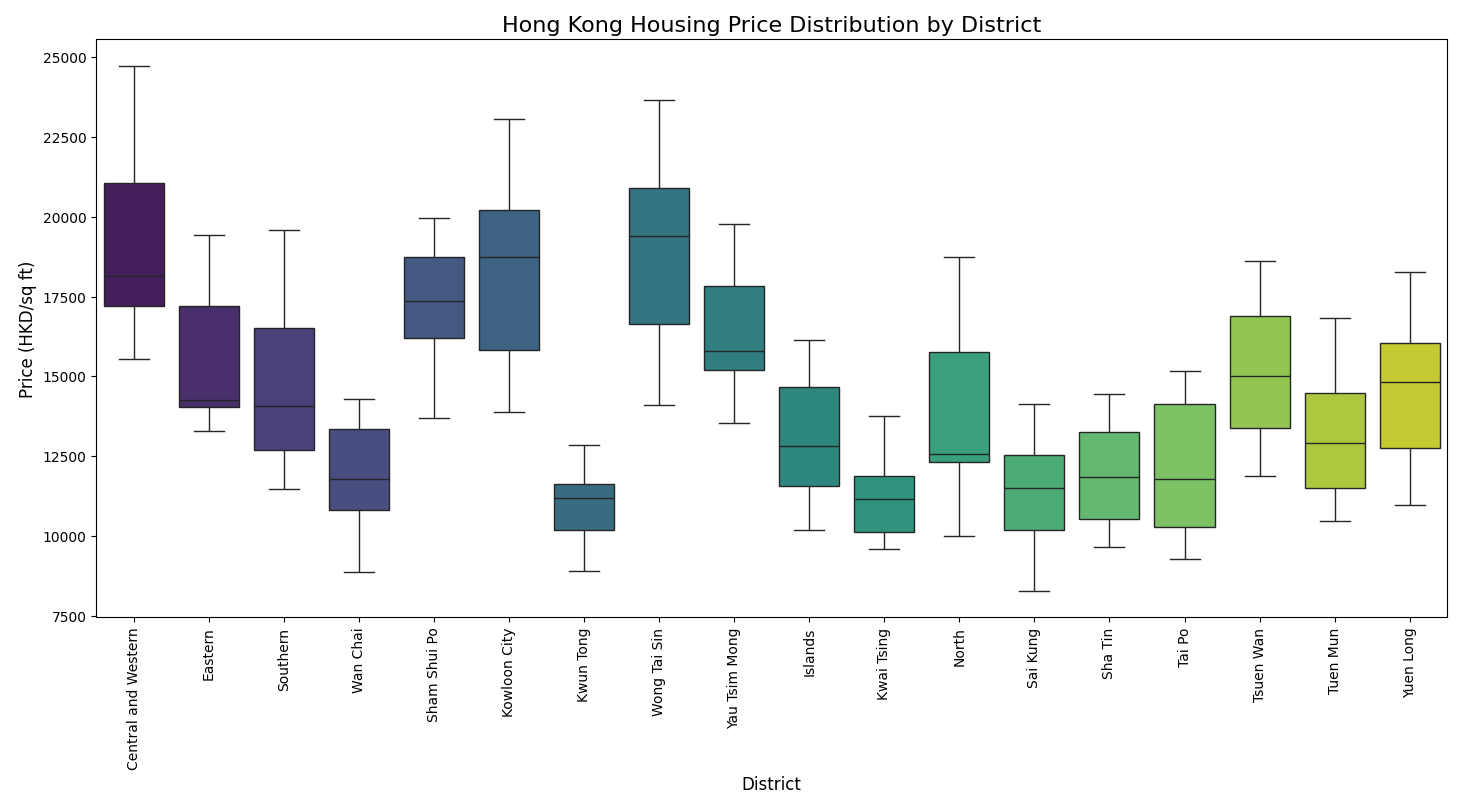 Hong Kong Housing Price Distribution by District
Price (HKD/sq ft)
25000
22500
20000
17500
15000
12500
10000
7500
Central and Western
Eastern
Southern
Wan Chai
Sham Shui Po
Kowloon City
Kwun Tong
Wong Tai Sin
Yau Tsim Mong
Islands
Kwai Tsing
North
Sai Kung
Sha Tin
Tai Po
Tsuen Wan
Tuen Mun
Yuen Long
District